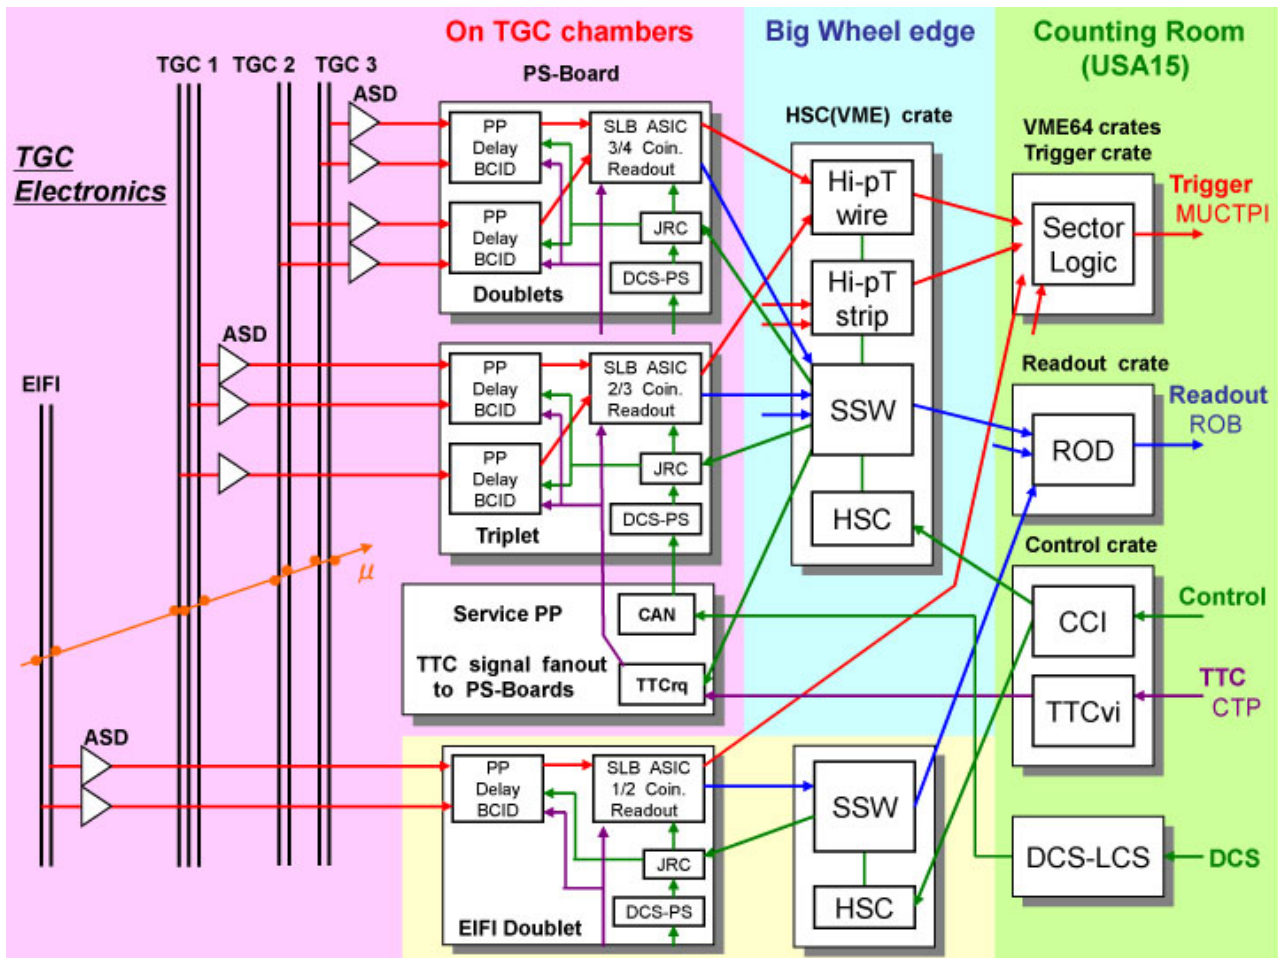 On TGC chambers
Big Wheel edge
Counting Room
(USA15)
TGC 1
TGC 2
TGC 3
ASD
PS-Board
HSC(VME) crate
VME64 crates
Trigger crate
TGC
Electronics
PP
Delay
BCID
SLB ASIC
3/4 Coin.
Readout
PP
Delay
BCID
JRC
DCS-PS
Doublets
Hi-pT
wire
Hi-pT
strip
SSW
HSC
Sector
Logic
Trigger
MUCTPI
ASD
EIFI
PP
Delay
BCID
SLB ASIC
2/3 Coin.
Readout
PP
Delay
BCID
JRC
DCS-PS
Triplet
Readout crate
ROD
Readout
ROB
μ
Service PP
CAN
TTC signal fanout
to PS-Boards
TTCrq
Control crate
CCI
TTCvi
Control
TTC
CTP
ASD
PP
Delay
BCID
SLB ASIC
1/2 Coin.
Readout
JRC
DCS-PS
EIFI Doublet
SSW
HSC
DCS-LCS
DCS